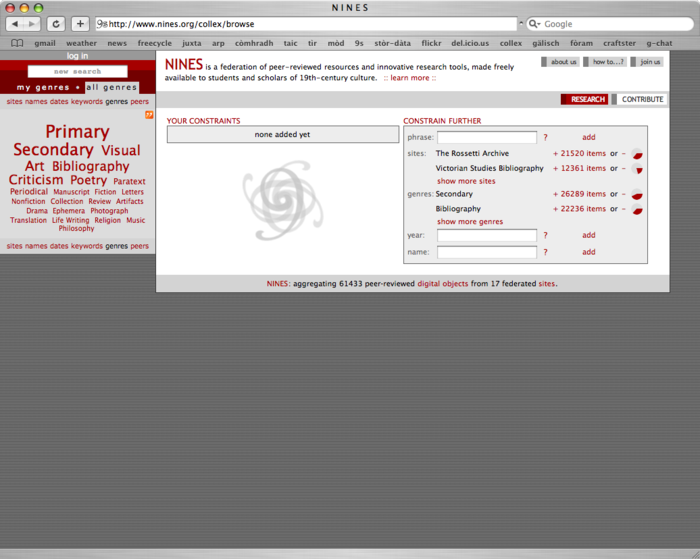 NINES
http://www.nines.org/collex/browse
Google
gmail weather news freecycle juxta arp còmhradh taic tìr mòd 9s stòr-dàta flickr del.icio.us collex gàlisch fòram craftster g-chat
log in
new search
my genres • all genres
sites names dates keywords genres peers
Primary
Secondary Visual
Art Bibliography
Criticism Poetry Paratext
Periodical Manuscript Fiction Letters
Nonfiction Collection Review Artifacts
Drama Ephemera Photograph
Translation Life Writing Religion Music
Philosophy
sites names dates keywords genres peers
NINES is a federation of peer-reviewed resources and innovative research tools, made freely
available to students and scholars of 19th-century culture. :: learn more ::
about us how to...? join us
RESEARCH CONTRIBUTE
YOUR CONSTRAINTS
none added yet
CONSTRAIN FURTHER
phrase: ? add
sites: The Rossetti Archive + 21520 items or -
Victorian Studies Bibliography + 12361 items or -
show more sites
genres: Secondary + 26289 items or -
Bibliography + 22236 items or -
show more genres
year: ? add
name: ? add
NINES: aggregating 61433 peer-reviewed digital objects from 17 federated sites.